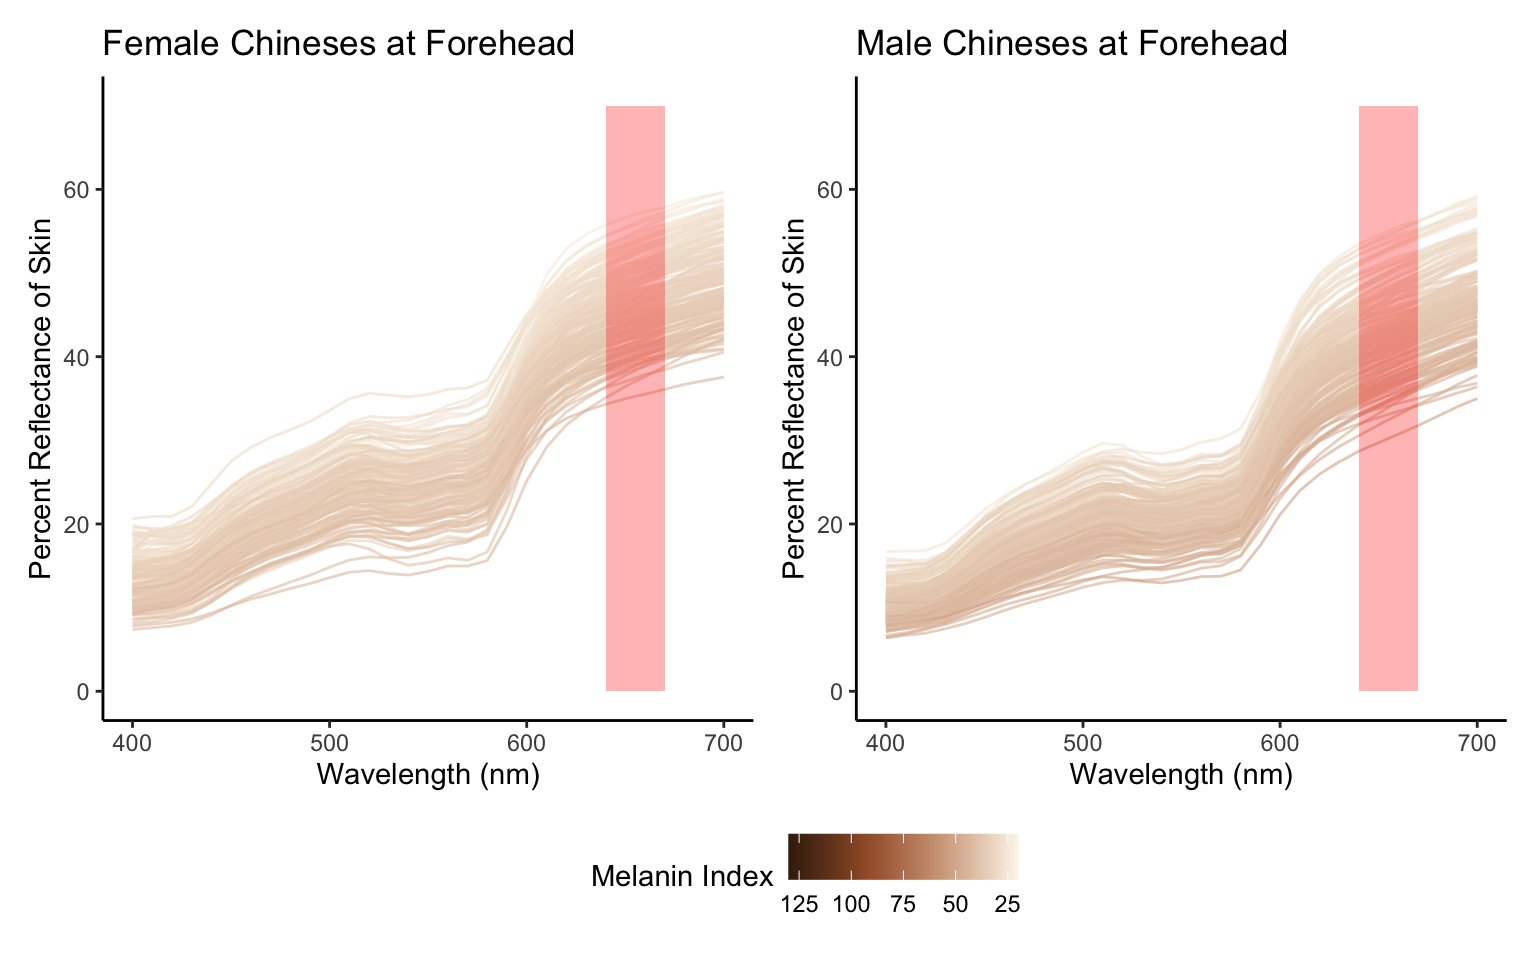 Female Chineses at Forehead
Male Chineses at Forehead
Percent Reflectance of Skin
60
40
20
0
400 500 600 700
Wavelength (nm)
Percent Reflectance of Skin
60
40
20
0
400 500 600 700
Wavelength (nm)
Melanin Index
125 100 75 50 25